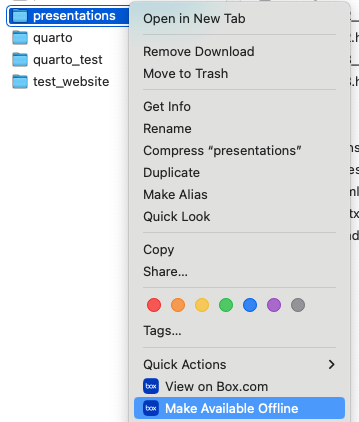 presentations
quarto
quarto_test
test_website
Open in New Tab
Remove Download
Move to Trash
Get Info
Rename
Compress “presentations”
Duplicate
Make Alias
Quick Look
Copy
Share...
Tags...
Quick Actions
box View on Box.com
box Make Available Offline